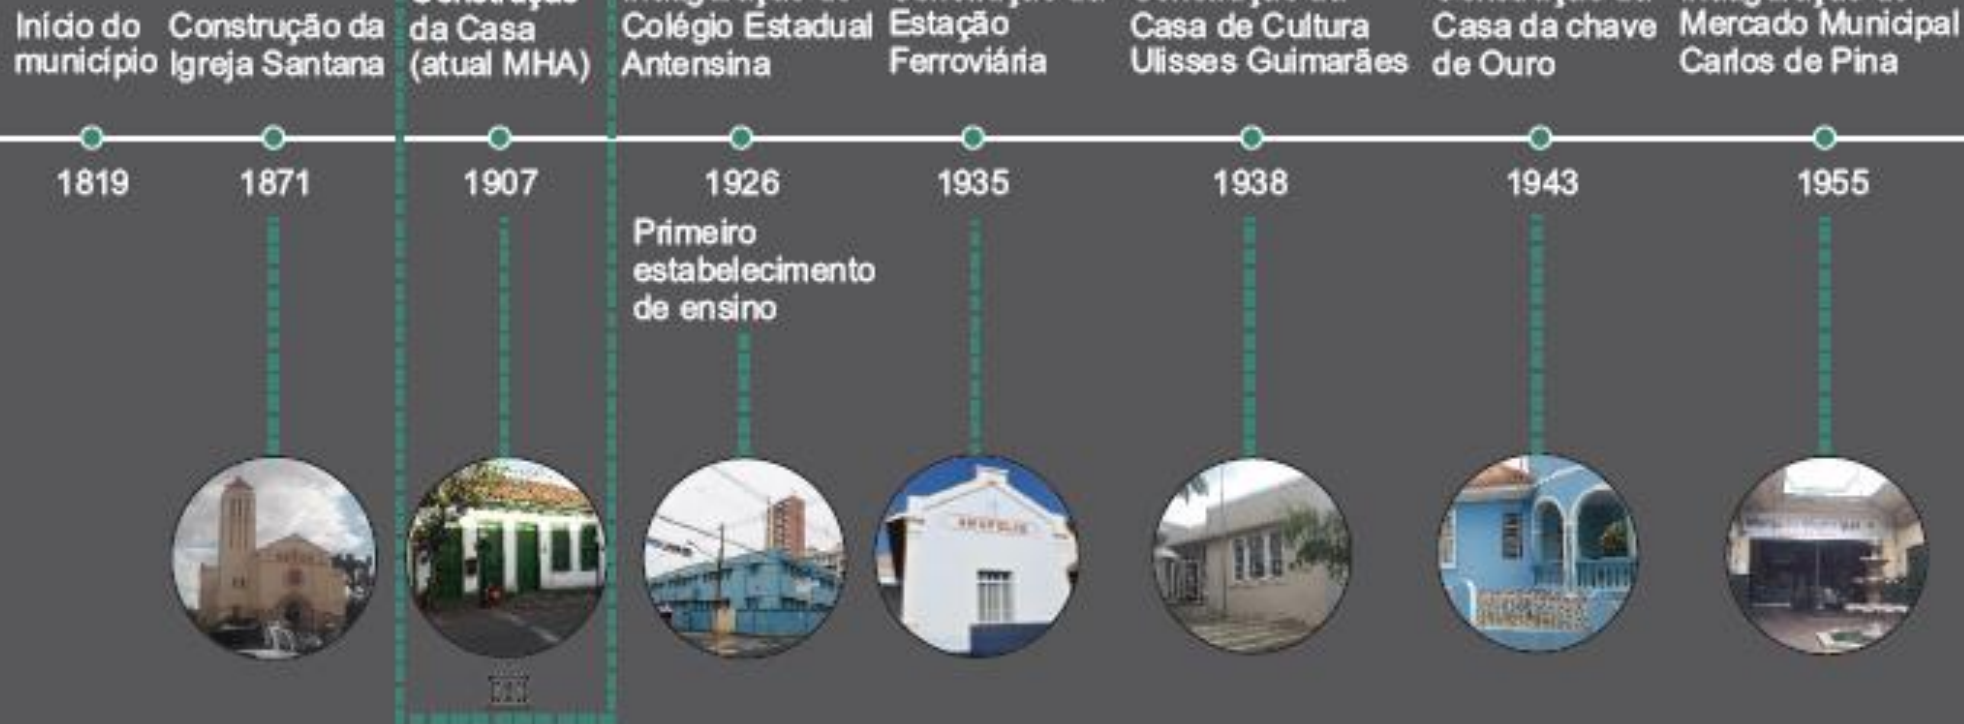 Início do
município
1819
Construção da
Igreja Santana
1871
Construção
da Casa
(atual MHA)
1907
Colégio Estadual
Antensina
1926
Primeiro
estabelecimento
de ensino
Estação
Ferroviária
1935
Casa de Cultura
Ulisses Guimarães
1938
Casa da chave
de Ouro
1943
Mercado Municipal
Carlos de Pina
1955